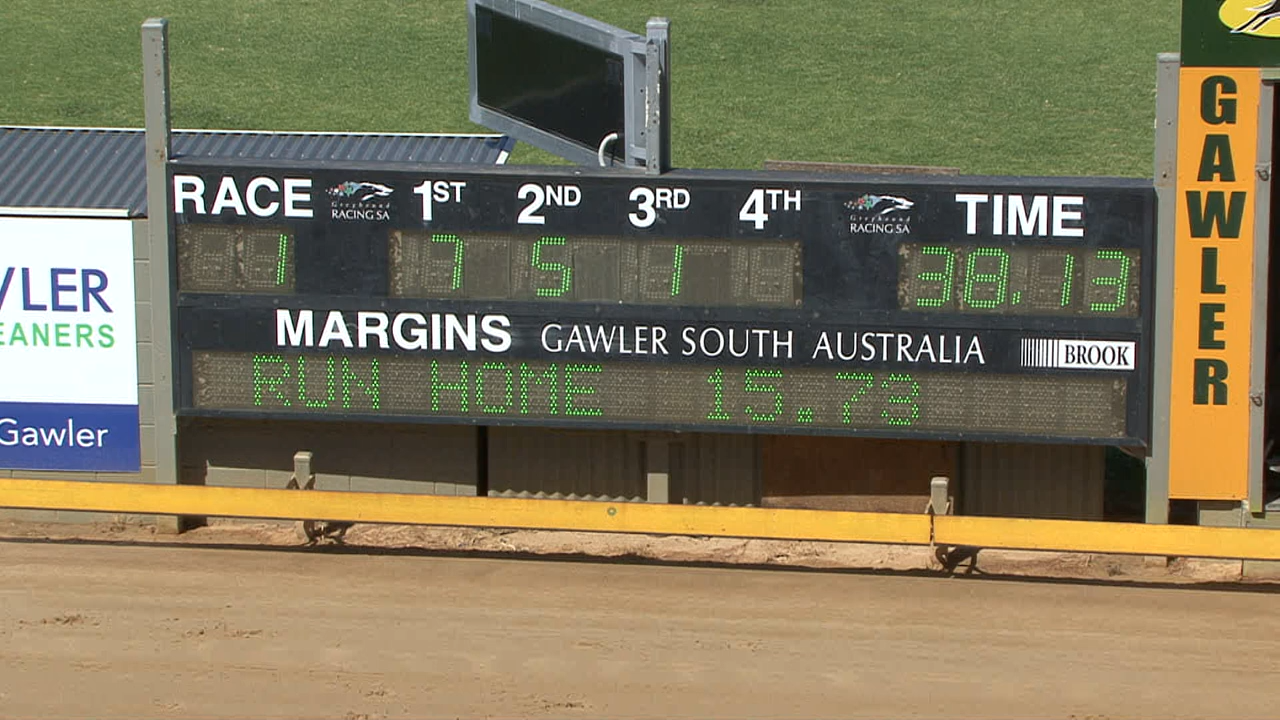 RACE Greyhound RACING SA 1ST 2ND 3RD 4TH Greyhound RACING SA TIME
1 7 5 1 38.13
MARGINS GAWLER SOUTH AUSTRALIA BROOK
RUN HOME 15.73
VLER
EANERS
Gawler
GAWLER